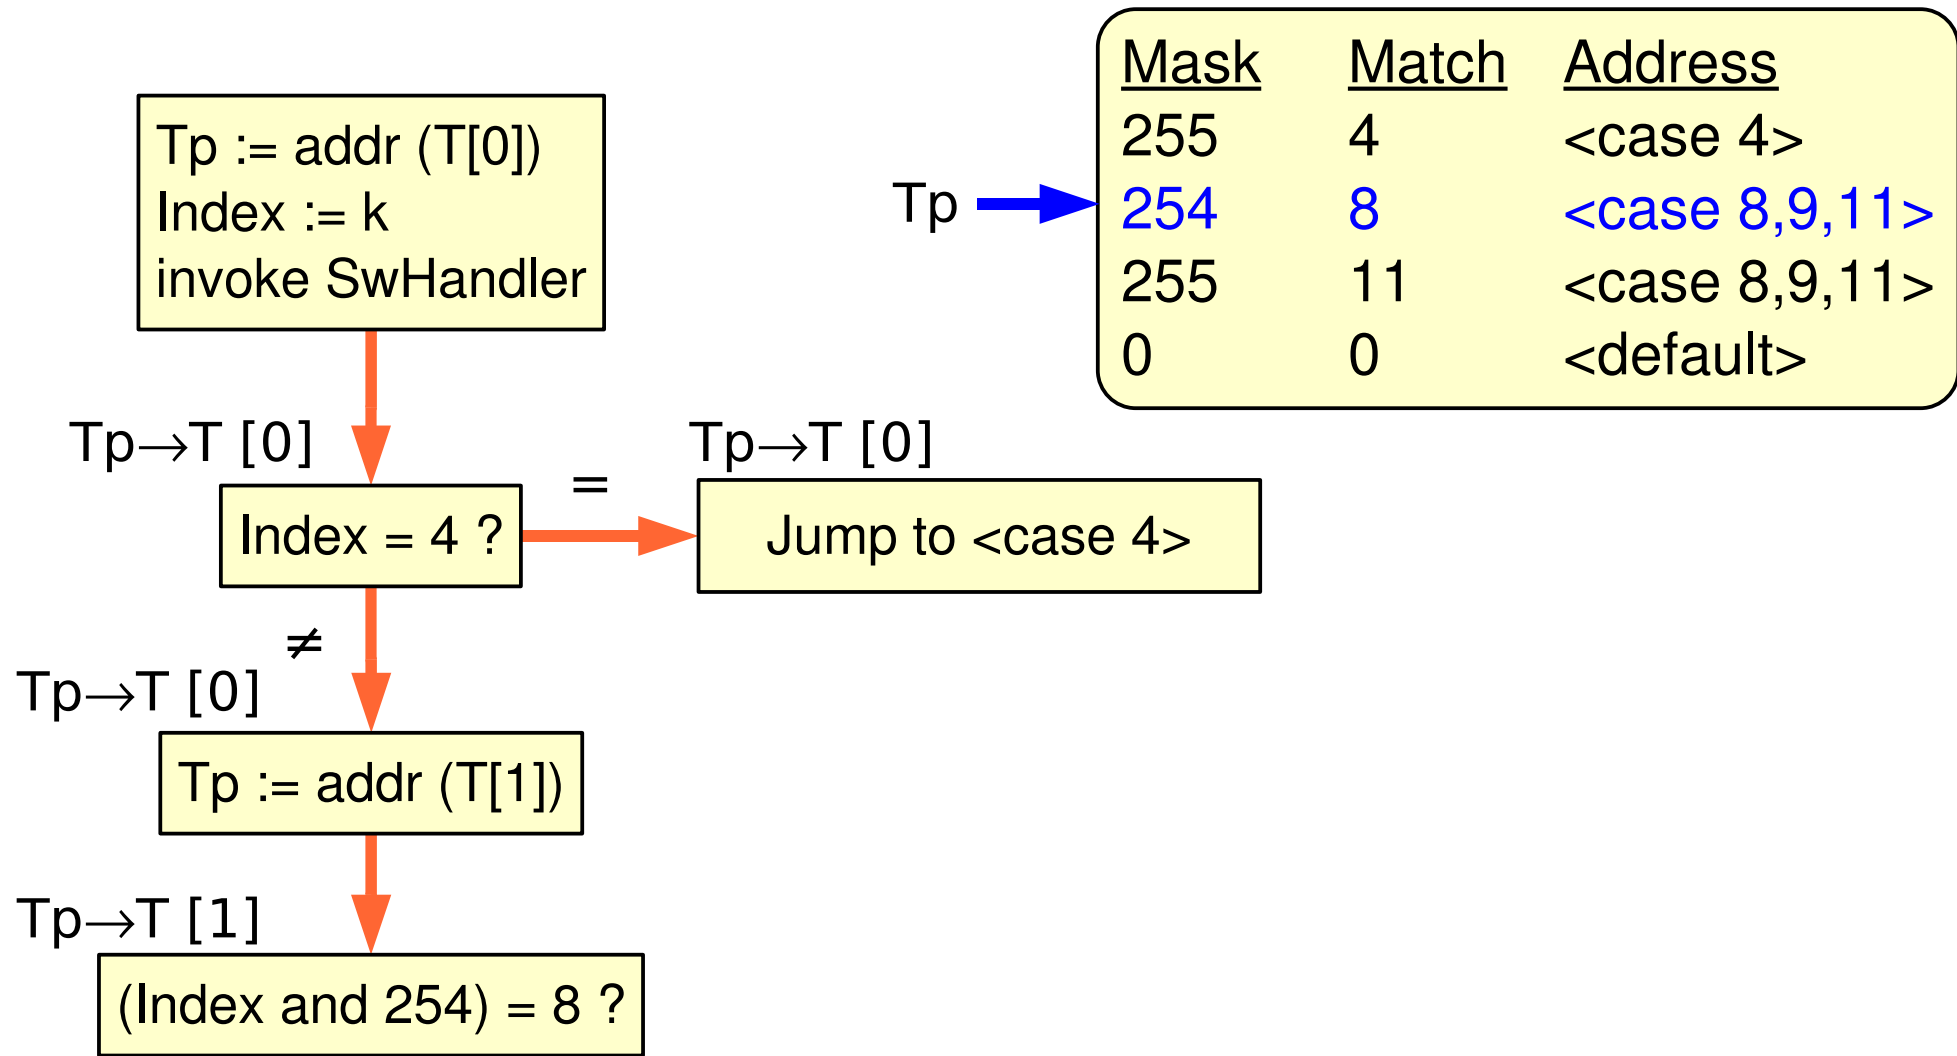 Mask Match Address
255 4 <case 4>
Tp 254 8 <case 8,9,11>
255 11 <case 8,9,11>
0 0 <default>
Tp := addr (T[0])
Index := k
invoke SwHandler
Tp→T [0]
Index = 4 ?
=
Tp→T [0]
Jump to <case 4>
≠
Tp→T [0]
Tp := addr (T[1])
Tp→T [1]
(Index and 254) = 8 ?